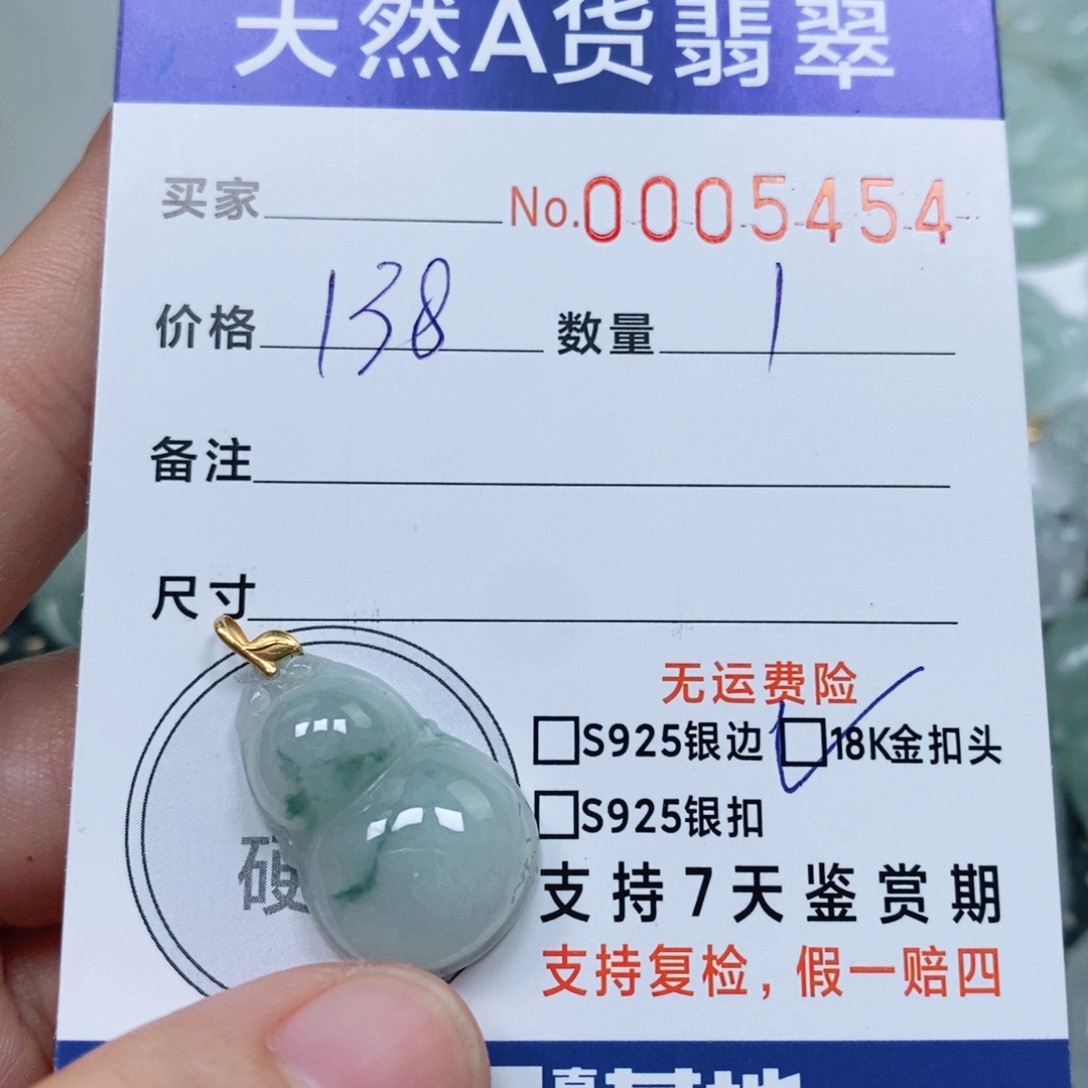 天然A货翡翠
买家 No.0005454
价格 138 数量 1
备注
尺寸
无运费险
□S925银边 ☑18K金扣头
□S925银扣
硬
支持7天鉴赏期
支持复检，假一赔四
基地